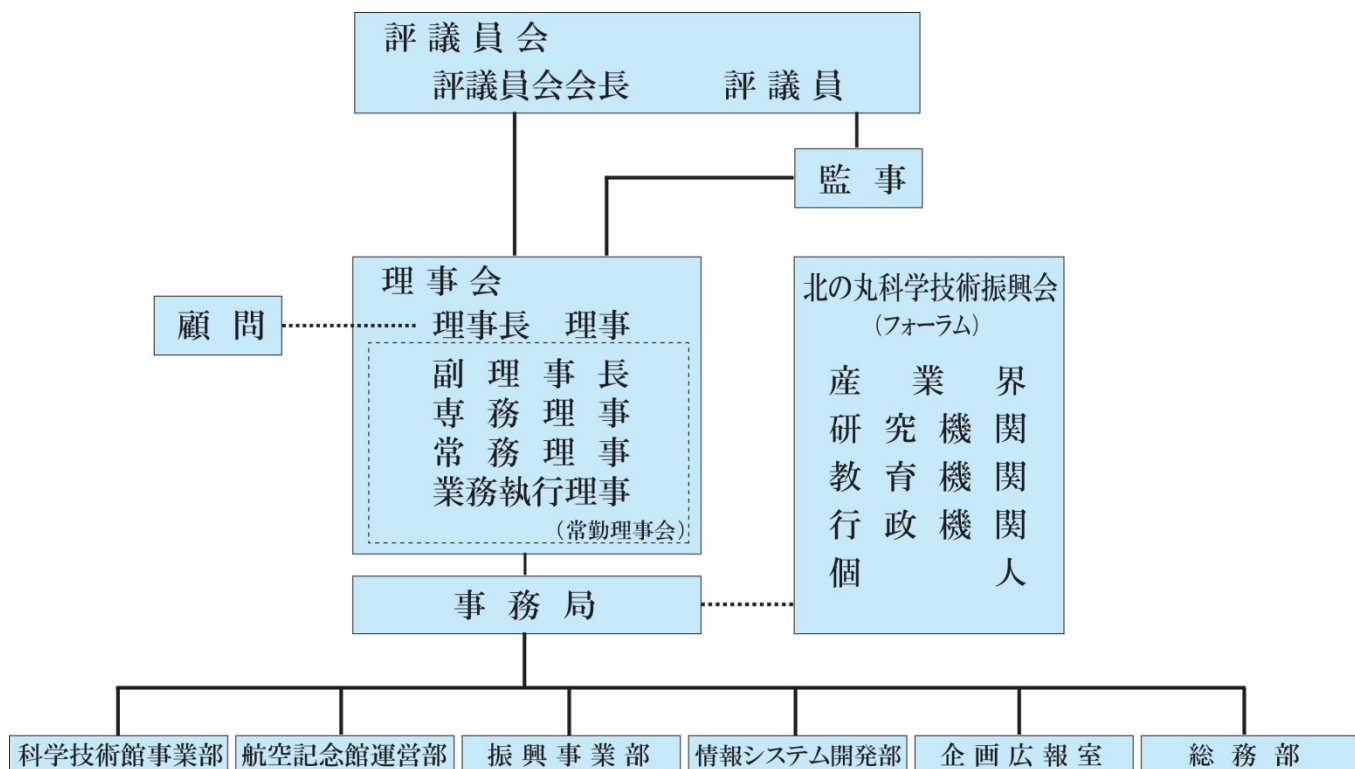 評議員会
評議員会会長 評議員
監事
理事会
理事長 理事
副理事長
専務理事
常務理事
業務執行理事
（常勤理事会）
顧問
北の丸科学技術振興会
（フォーラム）
産業界
研究機関
教育機関
行政機関
個人
事務局
科学技術館事業部
航空記念館運営部
振興事業部
情報システム開発部
企画広報室
総務部